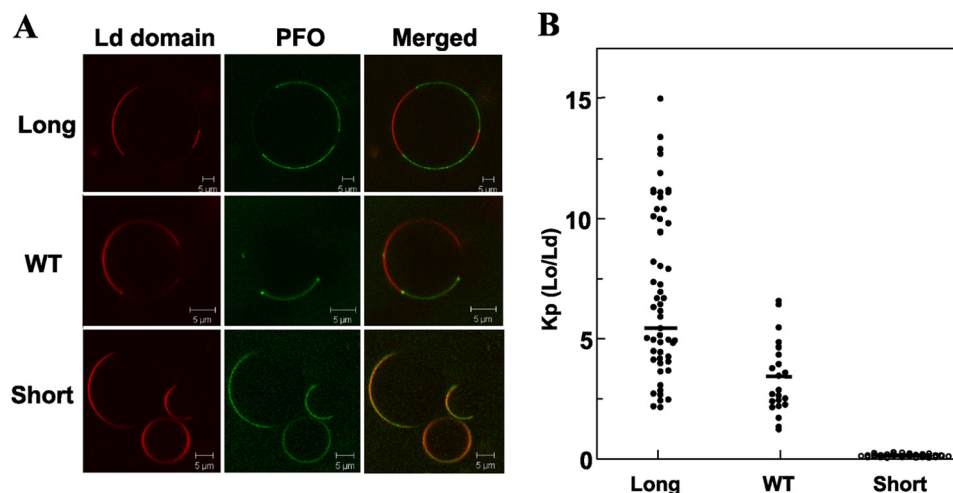 A
Ld domain PFO Merged
Long
5 µm 5 µm 5 µm
WT
5 µm 5 µm 5 µm
Short
5 µm 5 µm 5 µm
B
Kp (Lo/Ld)
15
10
5
0
Long WT Short